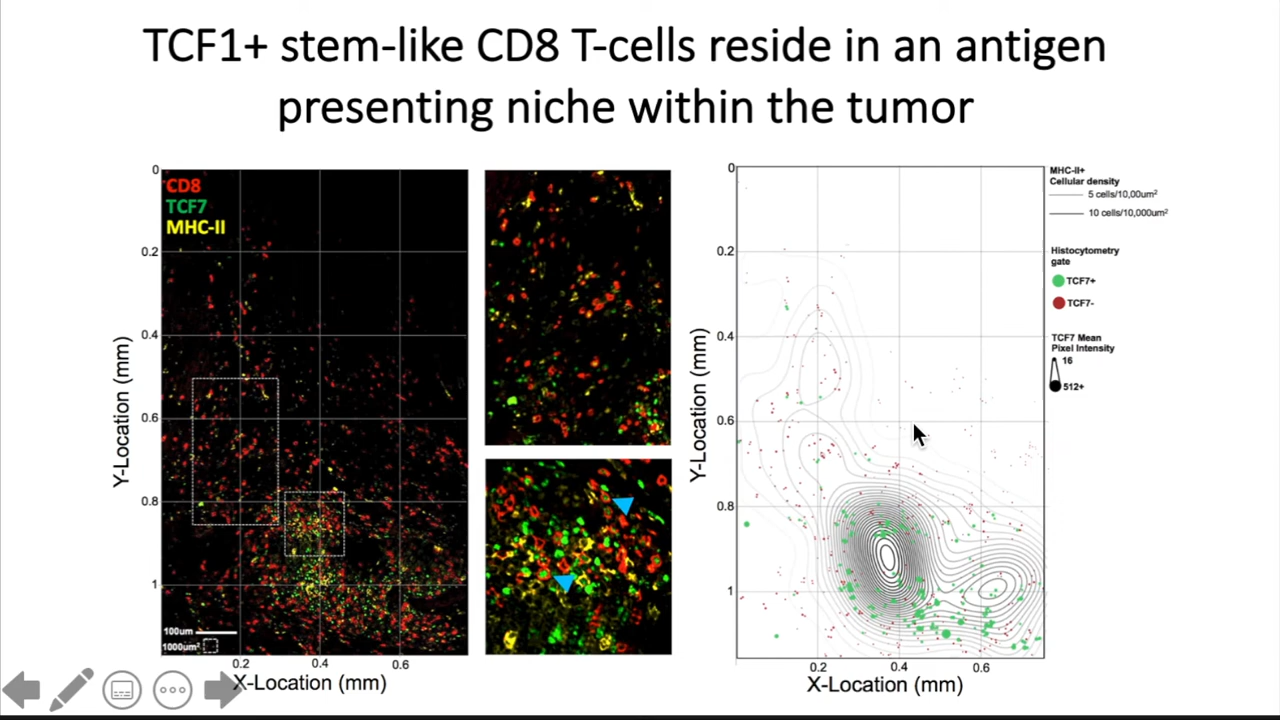 TCF1+ stem-like CD8 T-cells reside in an antigen
presenting niche within the tumor
CD8
TCF7
MHC-II
0
0.2
0.4
0.6
0.8
1
Y-Location (mm)
100um
1000um²
0.2
0.4
0.6
X-Location (mm)
0
0.2
0.4
0.6
0.8
1
Y-Location (mm)
0.2
0.4
0.6
X-Location (mm)
MHC-II+
Cellular density
5 cells/10,00um²
10 cells/10,000um²
Histocytometry
gate
TCF7+
TCF7-
TCF7 Mean
Pixel Intensity
16
512+